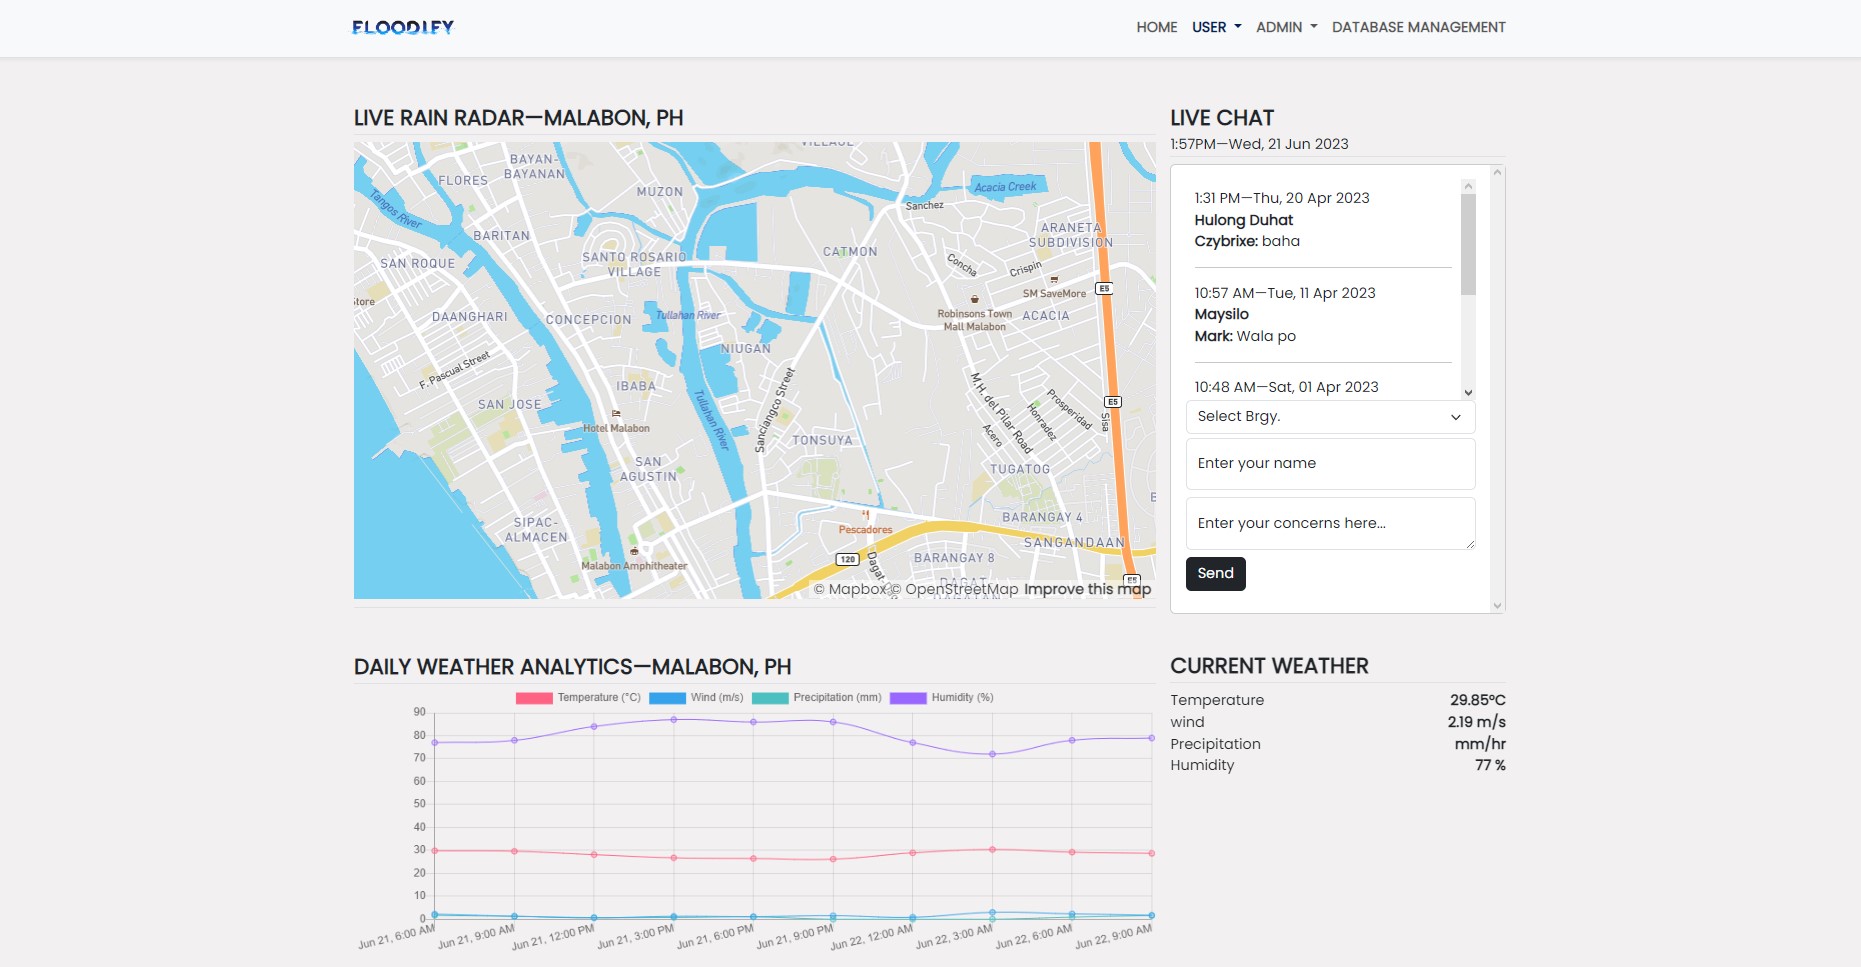 FLOODIFY
HOME USER ADMIN DATABASE MANAGEMENT
LIVE RAIN RADAR—MALABON, PH
VILLAGE
BAYAN-
BAYANAN
FLORES
MUZON
Acacia Creek
Tangos River
Sanchez
BARITAN
ARANETA
SUBDIVISION
SANTO ROSARIO
VILLAGE
CATMON
SAN ROQUE
Concha
Crispin
SM SaveMore
E5
Store
DAANGHARI
CONCEPCION
Tullahan River
Robinsons Town
Mall Malabon
ACACIA
NIUGAN
F. Pascual Street
IBABA
SAN JOSE
Hotel Malabon
Tullahan River
Sanciangco Street
M.H. del Pilar Road
Prosperidad
Honradez
Acero
E5
Sisa
TONSUYA
SAN
AGUSTIN
TUGATOG
SIPAC-
ALMACEN
Pescadores
BARANGAY 4
SANGANDAAN
Malabon Amphitheater
120
Dagat-
BARANGAY 8
DAGAT-
E5
© Mapbox © OpenStreetMap Improve this map
LIVE CHAT
1:57PM—Wed, 21 Jun 2023
1:31 PM—Thu, 20 Apr 2023
Hulong Duhat
Czybrixe: baha
10:57 AM—Tue, 11 Apr 2023
Maysilo
Mark: Wala po
10:48 AM—Sat, 01 Apr 2023
Select Brgy.
Enter your name
Enter your concerns here...
Send
DAILY WEATHER ANALYTICS—MALABON, PH
Temperature (°C) Wind (m/s) Precipitation (mm) Humidity (%)
90
80
70
60
50
40
30
20
10
0
Jun 21, 6:00 AM Jun 21, 9:00 AM Jun 21, 12:00 PM Jun 21, 3:00 PM Jun 21, 6:00 PM Jun 21, 9:00 PM Jun 22, 12:00 AM Jun 22, 3:00 AM Jun 22, 6:00 AM Jun 22, 9:00 AM
CURRENT WEATHER
Temperature 29.85°C
wind 2.19 m/s
Precipitation mm/hr
Humidity 77 %